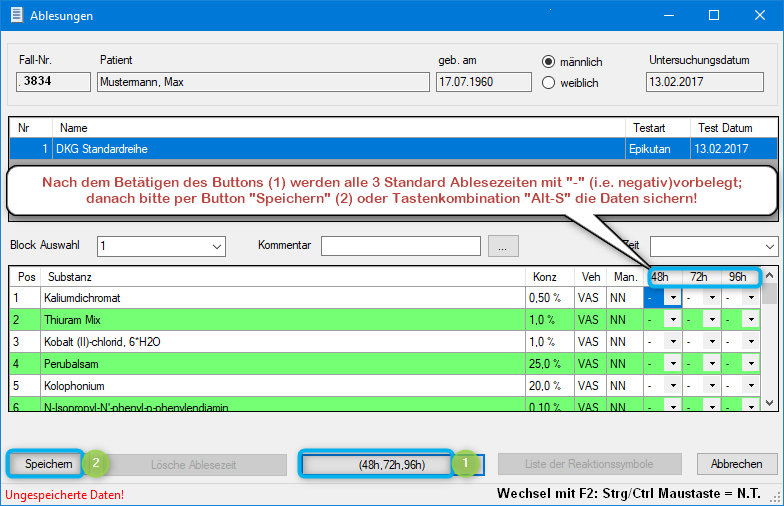 Ablesungen
Fall-Nr. Patient geb. am männlich Untersuchungsdatum
3834 Mustermann, Max 17.07.1960 weiblich 13.02.2017
Nr Name Testart Test Datum
1 DKG Standardreihe Epikutan 13.02.2017
Nach dem Betätigen des Buttons (1) werden alle 3 Standard Ablesezeiten mit "-" (i.e. negativ)vorbelegt;
danach bitte per Button "Speichern" (2) oder Tastenkombination "Alt-S" die Daten sichern!
Block Auswahl 1 Kommentar ... Zeit
Pos Substanz Konz Veh Man. 48h 72h 96h
1 Kaliumdichromat 0,50 % VAS NN - - -
2 Thiuram Mix 1,0 % VAS NN - - -
3 Kobalt (II)-chlorid, 6*H2O 1,0 % VAS NN - - -
4 Perubalsam 25,0 % VAS NN - - -
5 Kolophonium 20,0 % VAS NN - - -
6 N-Isopropyl-N'-phenyl-p-phenylendiamin 0,10 % VAS NN - - -
Speichern 2 Lösche Ablesezeit (48h,72h,96h) 1 Liste der Reaktionssymbole Abbrechen
Ungespeicherte Daten! Wechsel mit F2: Strg/Ctrl Maustaste = N.T.